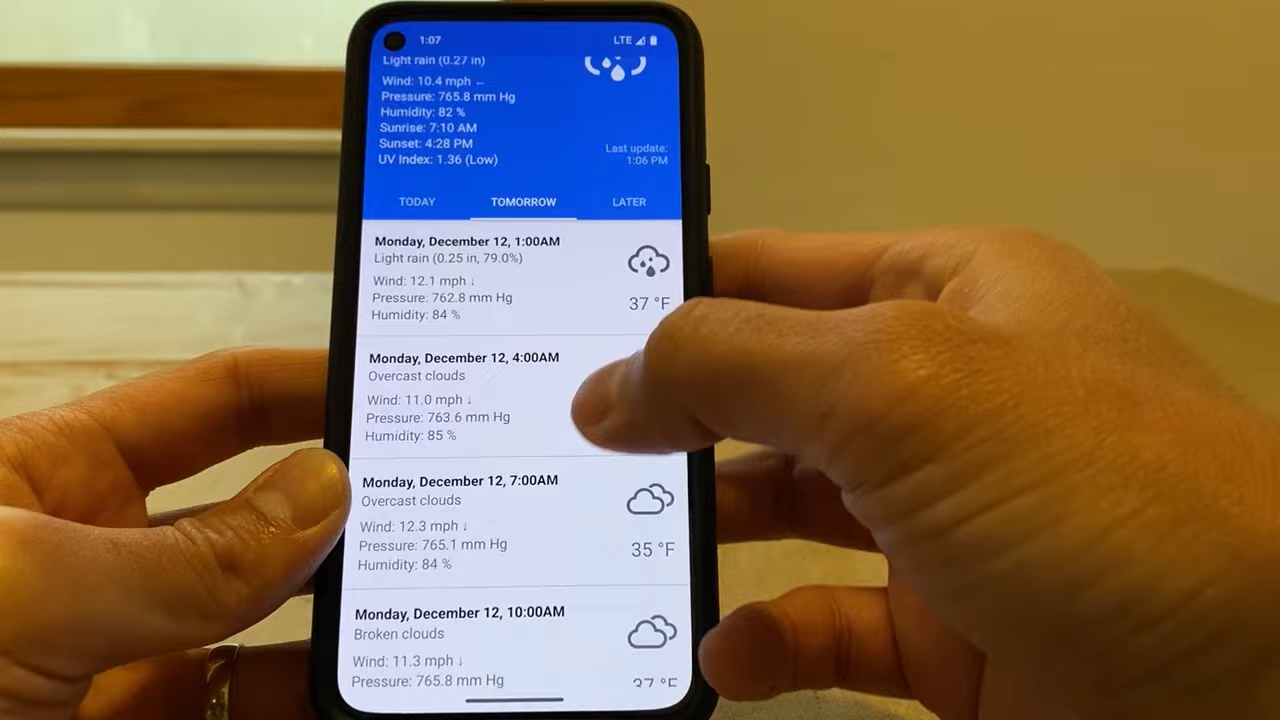 1:07 LTE
Light rain (0.27 in)
Wind: 10.4 mph ←
Pressure: 765.8 mm Hg
Humidity: 82 %
Sunrise: 7:10 AM
Sunset: 4:28 PM
UV Index: 1.36 (Low)
Last update:
1:06 PM
TODAY TOMORROW LATER
Monday, December 12, 1:00AM
Light rain (0.25 in, 79.0%)
Wind: 12.1 mph ↓
Pressure: 762.8 mm Hg
Humidity: 84 %
37 °F
Monday, December 12, 4:00AM
Overcast clouds
Wind: 11.0 mph ↓
Pressure: 763.6 mm Hg
Humidity: 85 %
Monday, December 12, 7:00AM
Overcast clouds
Wind: 12.3 mph ↓
Pressure: 765.1 mm Hg
Humidity: 84 %
35 °F
Monday, December 12, 10:00AM
Broken clouds
Wind: 11.3 mph ↓
Pressure: 765.8 mm Hg
37 °F